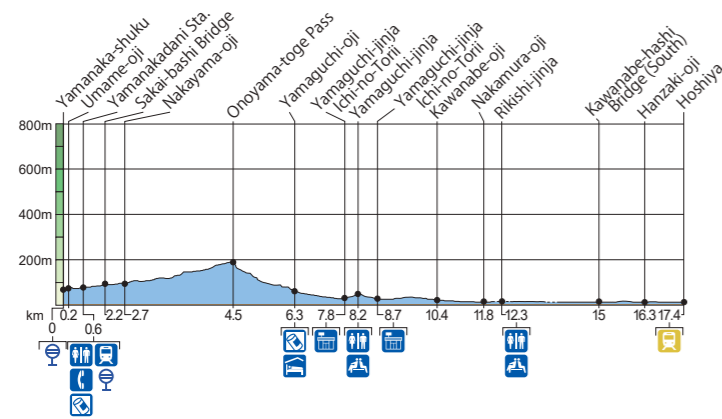 Yamanaka-shuku
Umame-oji
Yamanakadani Sta.
Sakai-bashi Bridge
Nakayama-oji
Onoyama-toge Pass
Yamaguchi-oji
Yamaguchi-jinja
Ichi-no-Torii
Yamaguchi-jinja
Yamaguchi-jinja
Ichi-no-Torii
Kawanabe-oji
Nakamura-oji
Rikishi-jinja
Kawanabe-hashi
Bridge (South)
Hanzaki-oji
Hoshiya
800m
600m
400m
200m
km 0.2 2.2 2.7 4.5 6.3 7.8 8.2 8.7 10.4 11.8 12.3 15 16.3 17.4
0 0.6